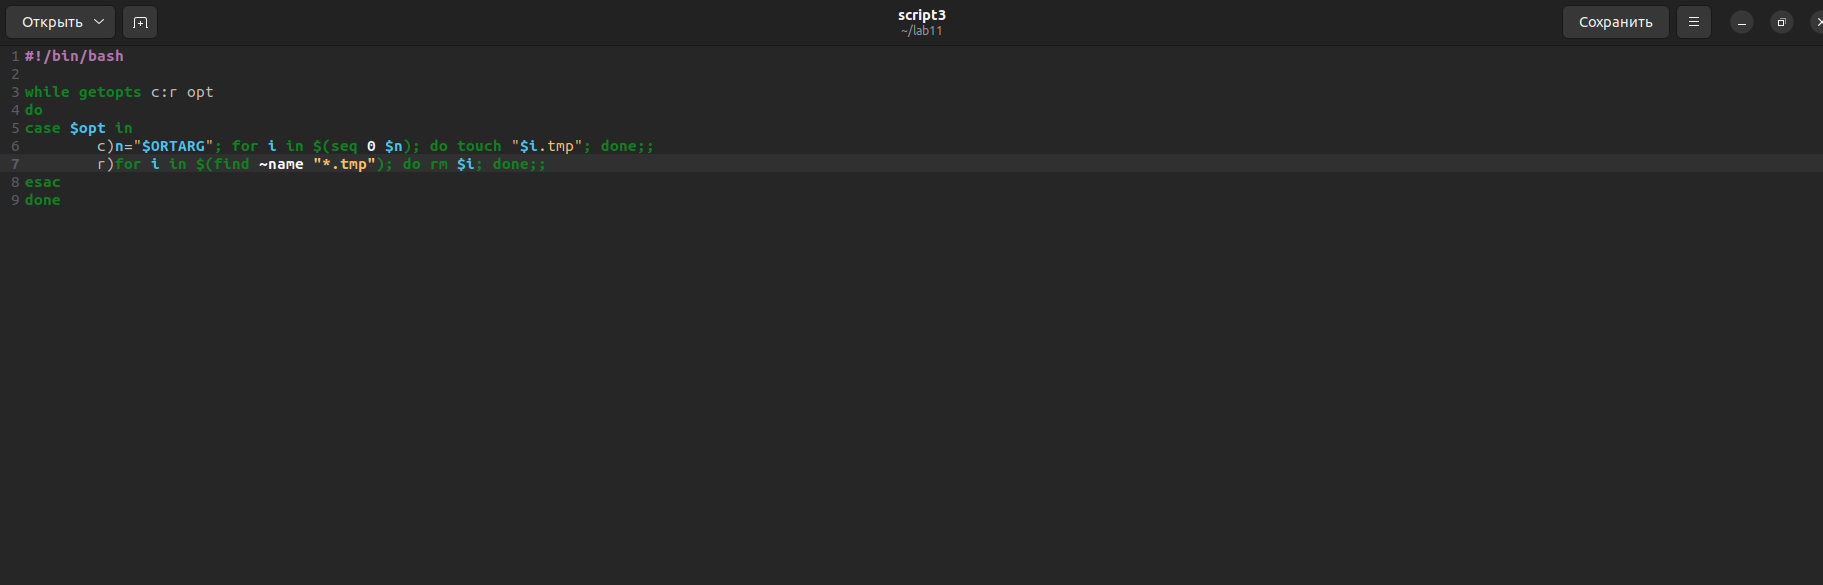 Открыть
script3
~/lab11
Сохранить
1 #!/bin/bash
2
3 while getopts c:r opt
4 do
5 case $opt in
6 c)n="$ORTARG"; for i in $(seq 0 $n); do touch "$i.tmp"; done;;
7 r)for i in $(find ~name "*.tmp"); do rm $i; done;;
8 esac
9 done